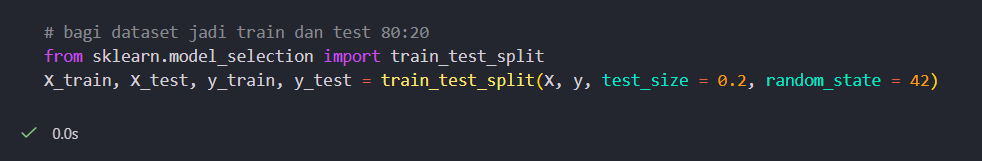 # bagi dataset jadi train dan test 80:20
from sklearn.model_selection import train_test_split
X_train, X_test, y_train, y_test = train_test_split(X, y, test_size = 0.2, random_state = 42)
0.0s